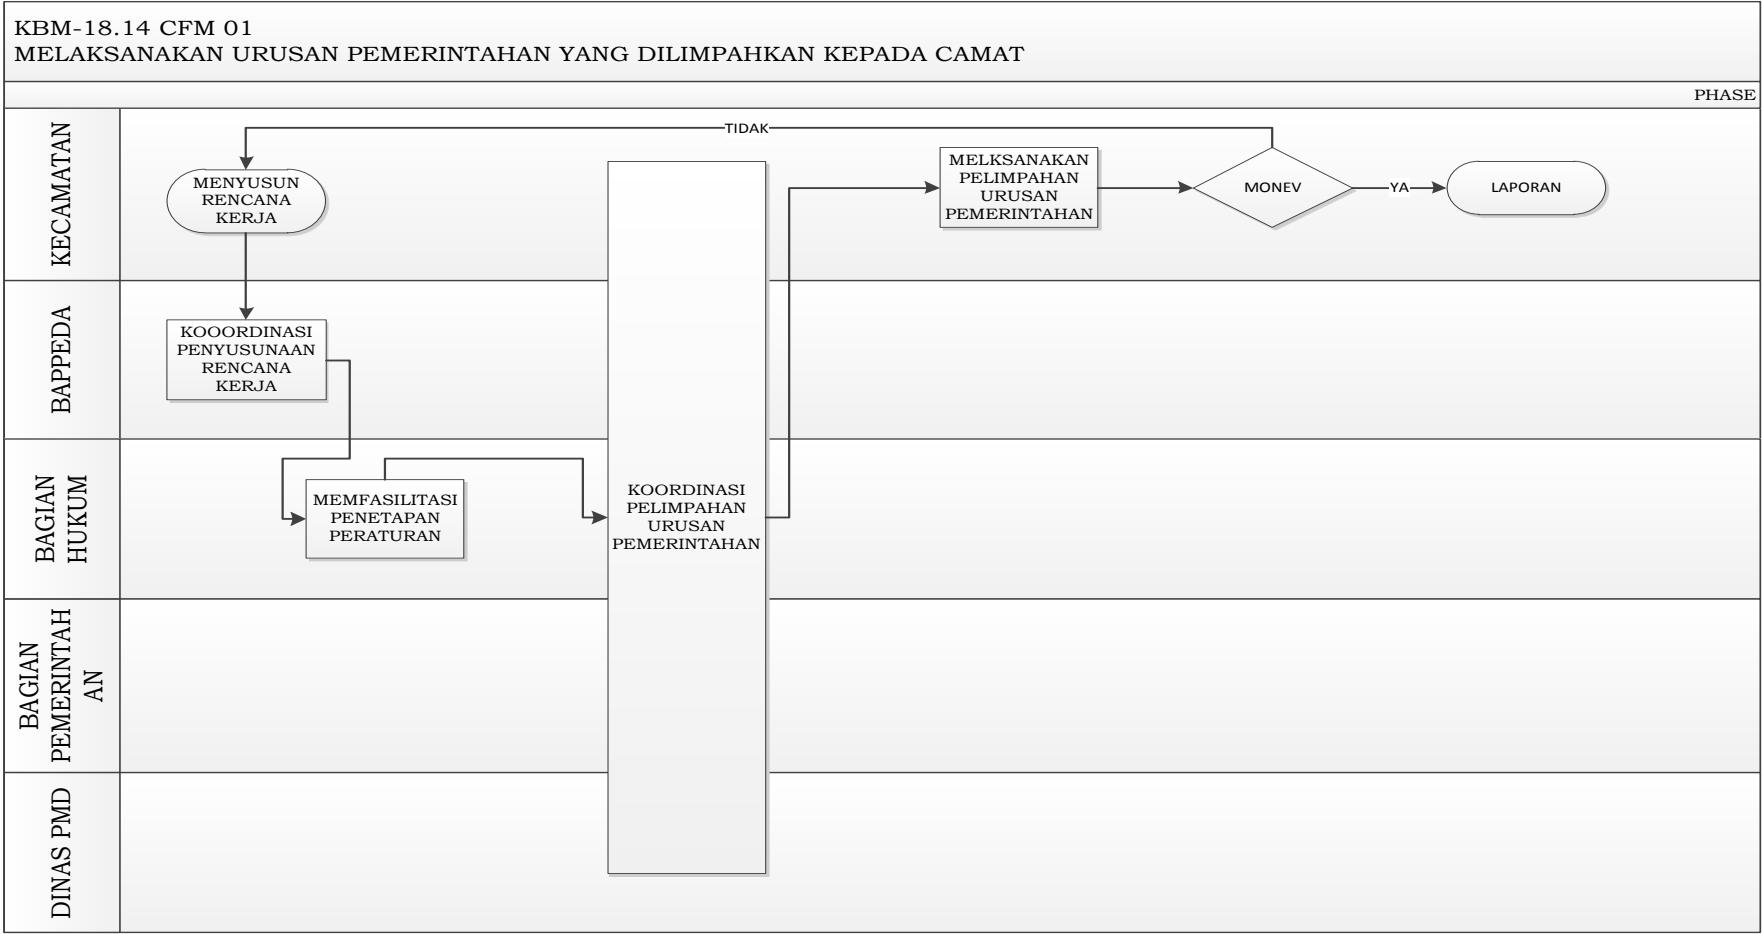 KBM-18.14 CFM 01
MELAKSANAKAN URUSAN PEMERINTAHAN YANG DILIMPAHKAN KEPADA CAMAT
PHASE
KECAMATAN
TIDAK
MENYUSUN
RENCANA
KERJA
MELKSANAKAN
PELIMPAHAN
URUSAN
PEMERINTAHAN
MONEV
YA
LAPORAN
BAPPEDA
KOOORDINASI
PENYUSUNAAN
RENCANA
KERJA
BAGIAN
HUKUM
MEMFASILITASI
PENETAPAN
PERATURAN
KOORDINASI
PELIMPAHAN
URUSAN
PEMERINTAHAN
BAGIAN
PEMERINTAH
AN
DINAS PMD